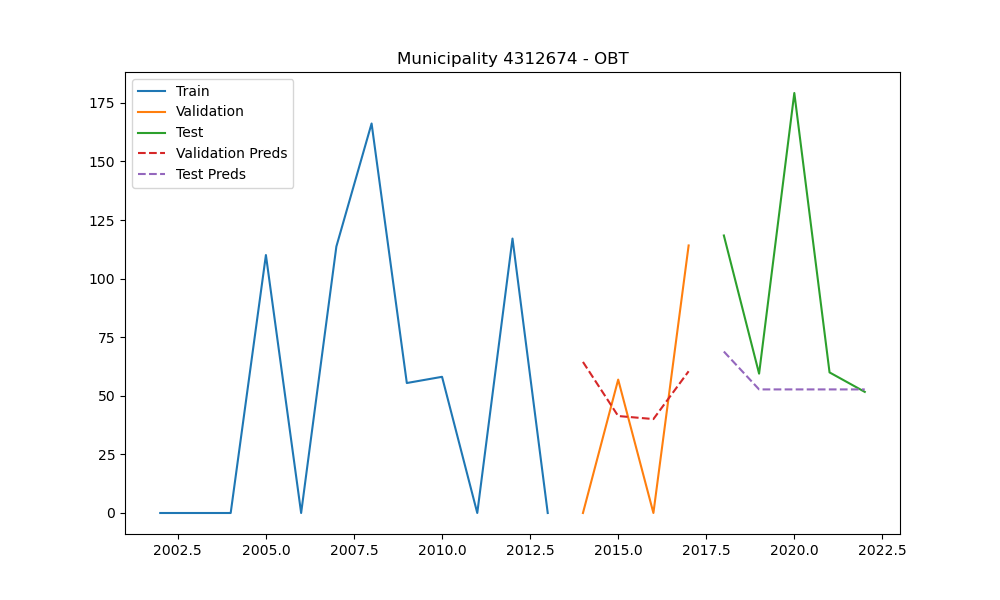 Municipality 4312674 - OBT
Train
Validation
Test
Validation Preds
Test Preds
175
150
125
100
75
50
25
0
2002.5 2005.0 2007.5 2010.0 2012.5 2015.0 2017.5 2020.0 2022.5